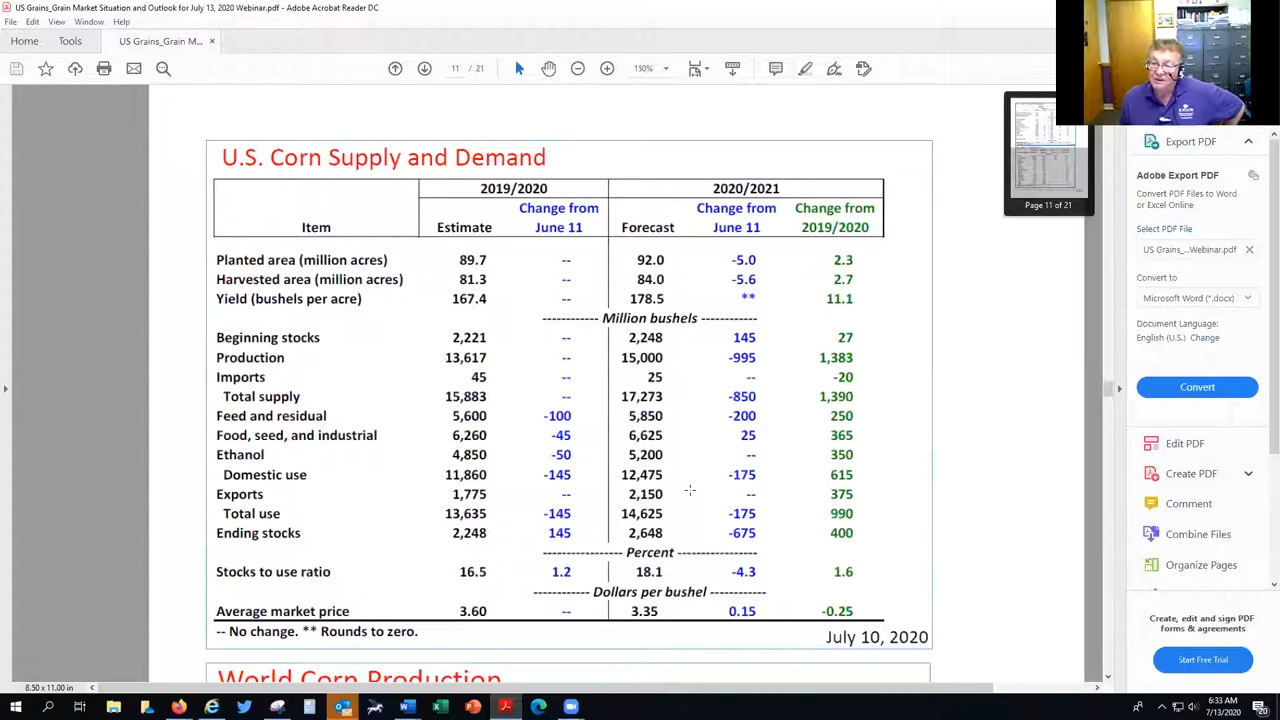 US Grains_Grain Market Situation and Outlook for July 13, 2020 Webinar.pdf - Adobe Acrobat Reader DC
File Edit View Window Help
Home Tools US Grains_Grain M... ×
7 / 21 150%
Page 11 of 21
U.S. Corn Supply and Demand
2019/2020 2020/2021
Change from Change from Change from
Item Estimate June 11 Forecast June 11 2019/2020
Planted area (million acres) 89.7 -- 92.0 -5.0 2.3
Harvested area (million acres) 81.3 -- 84.0 -5.6 2.7
Yield (bushels per acre) 167.4 -- 178.5 ** 11.1
------------ Million bushels -----------
Beginning stocks 2,221 -- 2,248 145 27
Production 13,617 -- 15,000 -995 1,383
Imports 45 -- 25 -- -20
Total supply 15,883 -- 17,273 -850 1,390
Feed and residual 5,600 -100 5,850 -200 250
Food, seed, and industrial 6,260 -45 6,625 25 365
Ethanol 4,850 -50 5,200 -- 350
Domestic use 11,860 -145 12,475 -175 615
Exports 1,775 -- 2,150 -- 375
Total use 13,635 -145 14,625 -175 990
Ending stocks 2,248 145 2,648 -675 400
----------------- Percent -----------------
Stocks to use ratio 16.5 1.2 18.1 -4.3 1.6
------------ Dollars per bushel ------------
Average market price 3.60 -- 3.35 0.15 -0.25
-- No change. ** Rounds to zero.
July 10, 2020
World Corn Production
8.50 x 11.00 in
Export PDF
Adobe Export PDF
Convert PDF Files to Word
or Excel Online
Select PDF File
US Grains_...Webinar.pdf ×
Convert to
Microsoft Word (*.docx)
Document Language:
English (U.S.) Change
Convert
Edit PDF
Create PDF
Comment
Combine Files
Organize Pages
Create, edit and sign PDF
forms & agreements
Start Free Trial
6:33 AM
7/13/2020
20